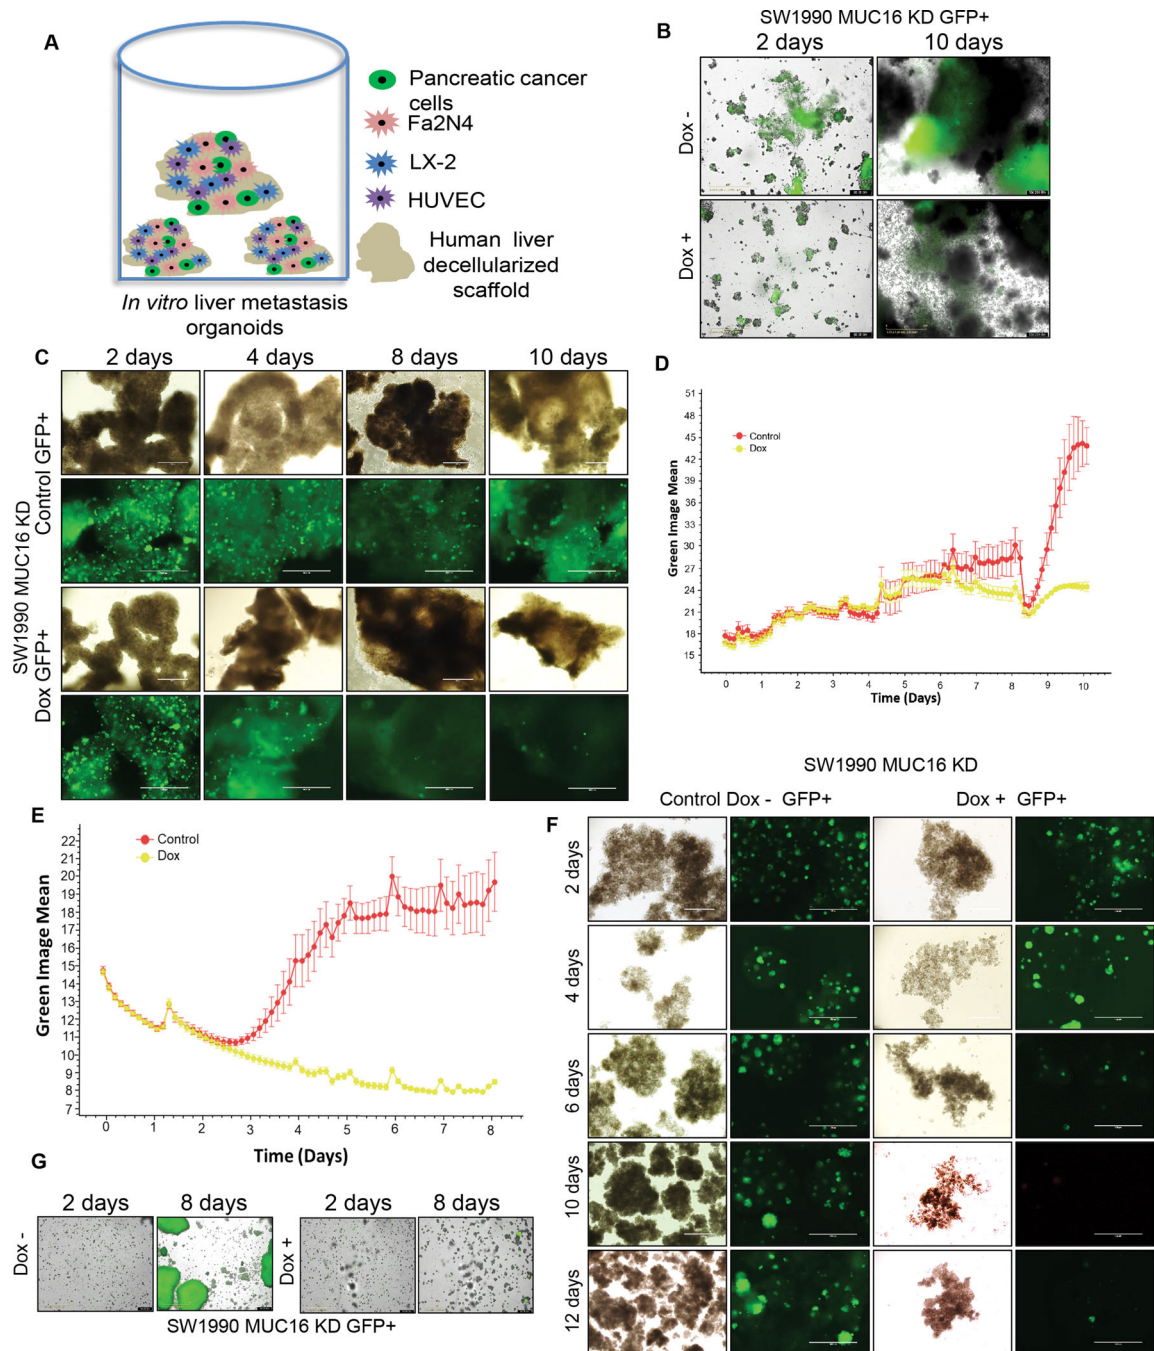 A
Pancreatic cancer
cells
Fa2N4
LX-2
HUVEC
Human liver
decellularized
scaffold
In vitro liver metastasis
organoids
B
SW1990 MUC16 KD GFP+
2 days
10 days
Dox -
Dox +
C
2 days
4 days
8 days
10 days
SW1990 MUC16 KD
Control GFP+
Dox GFP+
D
51
48
45
42
39
36
33
30
27
24
21
18
15
Green Image Mean
Control
Dox
0
1
2
3
4
5
6
7
8
9
10
Time (Days)
E
22
21
20
19
18
17
16
15
14
13
12
11
10
9
8
7
Green Image Mean
Control
Dox
0
1
2
3
4
5
6
7
8
Time (Days)
SW1990 MUC16 KD
Control Dox - GFP+
Dox + GFP+
F
2 days
4 days
6 days
10 days
12 days
G
2 days
8 days
2 days
8 days
Dox -
Dox +
SW1990 MUC16 KD GFP+